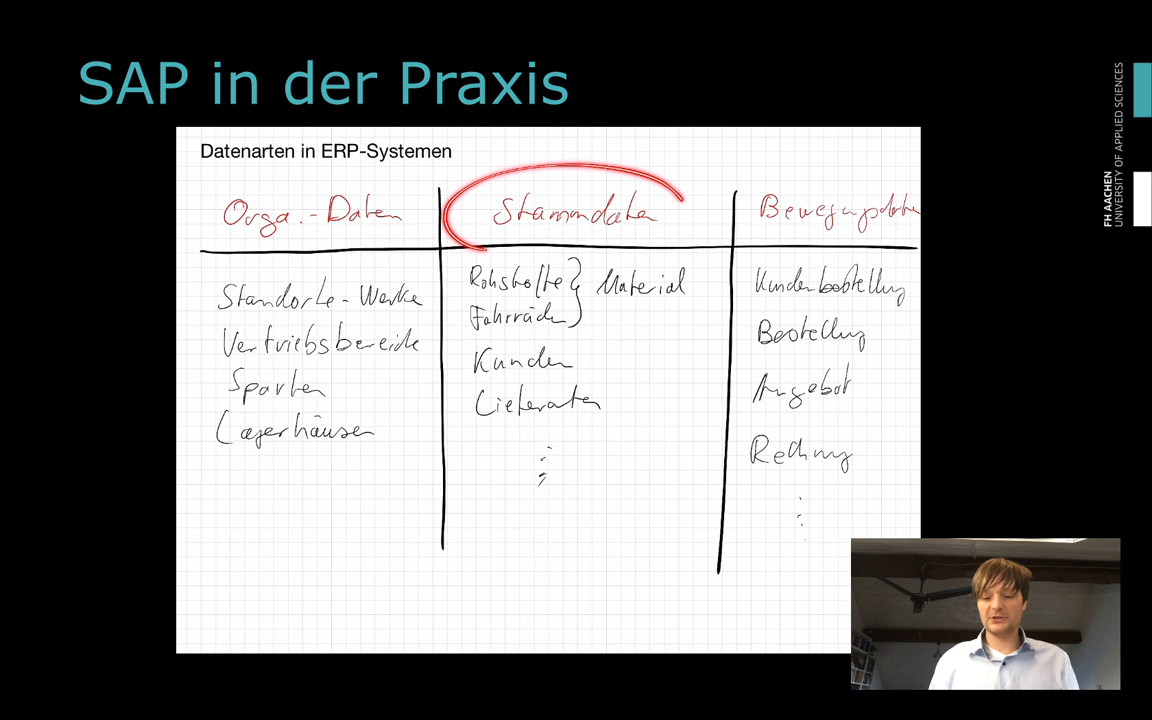 SAP in der Praxis
FH AACHEN
UNIVERSITY OF APPLIED SCIENCES
Datenarten in ERP-Systemen
Orga.-Daten
Stammdaten
Bewegungsdaten
Standorte-Werke
Vertriebsbereiche
Sparten
Lagerhäuser
Rohstoffe } Material
Fahrräder
Kunden
Lieferanten
Kundenbestellung
Bestellung
Angebot
Rechnung